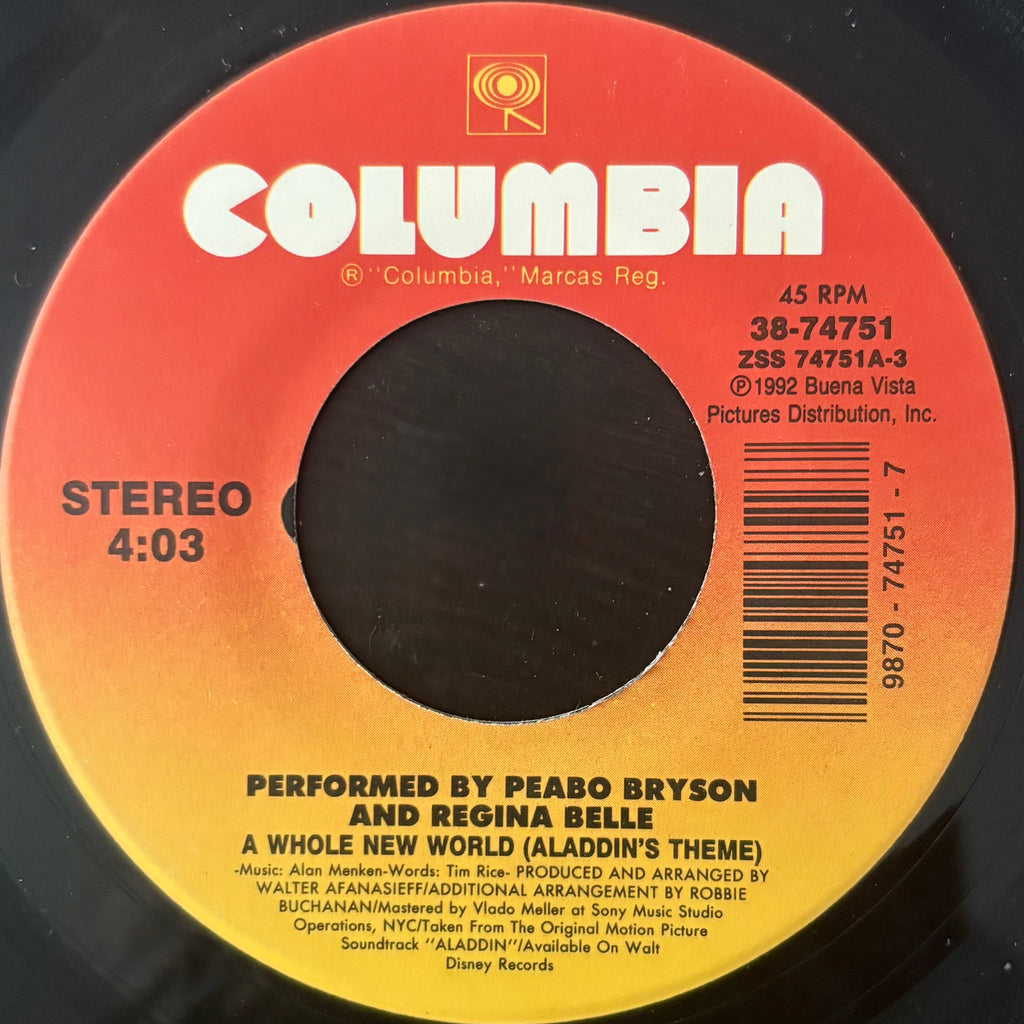 COLUMBIA
® "Columbia," Marcas Reg.
45 RPM
38-74751
ZSS 74751A-3
℗1992 Buena Vista
Pictures Distribution, Inc.
STEREO
4:03
9870 - 74751 - 7
PERFORMED BY PEABO BRYSON
AND REGINA BELLE
A WHOLE NEW WORLD (ALADDIN'S THEME)
-Music: Alan Menken-Words: Tim Rice- PRODUCED AND ARRANGED BY
WALTER AFANASIEFF/ADDITIONAL ARRANGEMENT BY ROBBIE
BUCHANAN/Mastered by Vlado Meller at Sony Music Studio
Operations, NYC/Taken From The Original Motion Picture
Soundtrack "ALADDIN"/Available On Walt
Disney Records